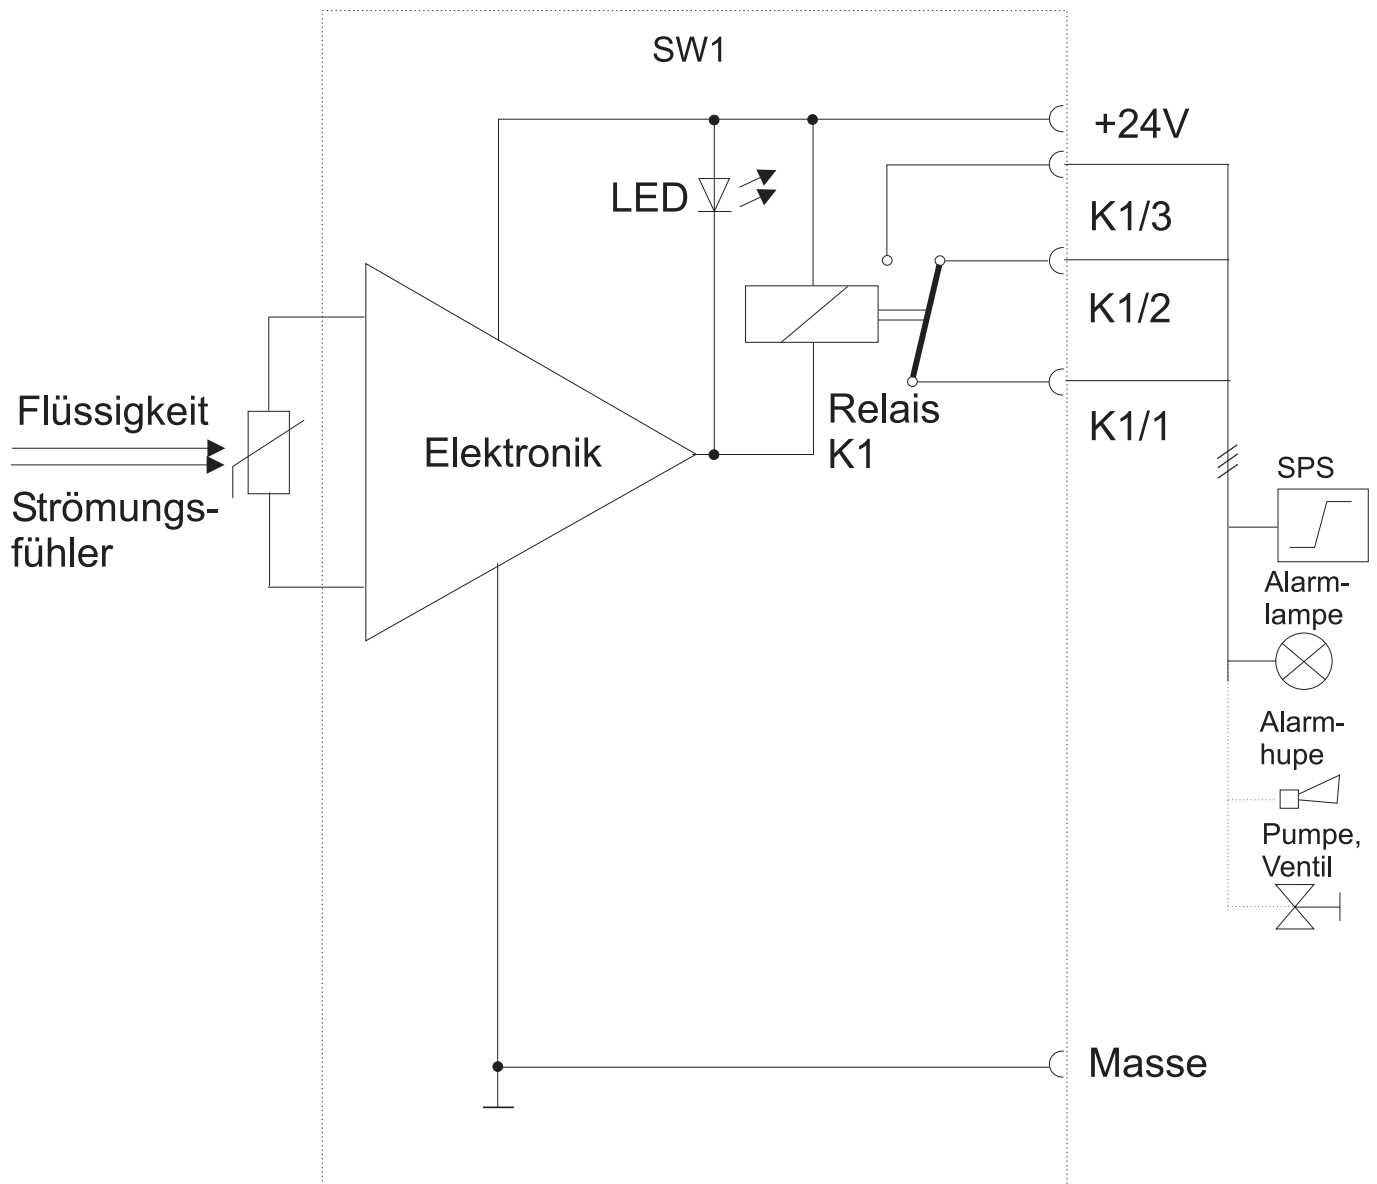 SW1
+24V
LED
K1/3
K1/2
Flüssigkeit
Strömungs-
fühler
Elektronik
Relais
K1
K1/1
SPS
Alarm-
lampe
Alarm-
hupe
Pumpe,
Ventil
Masse